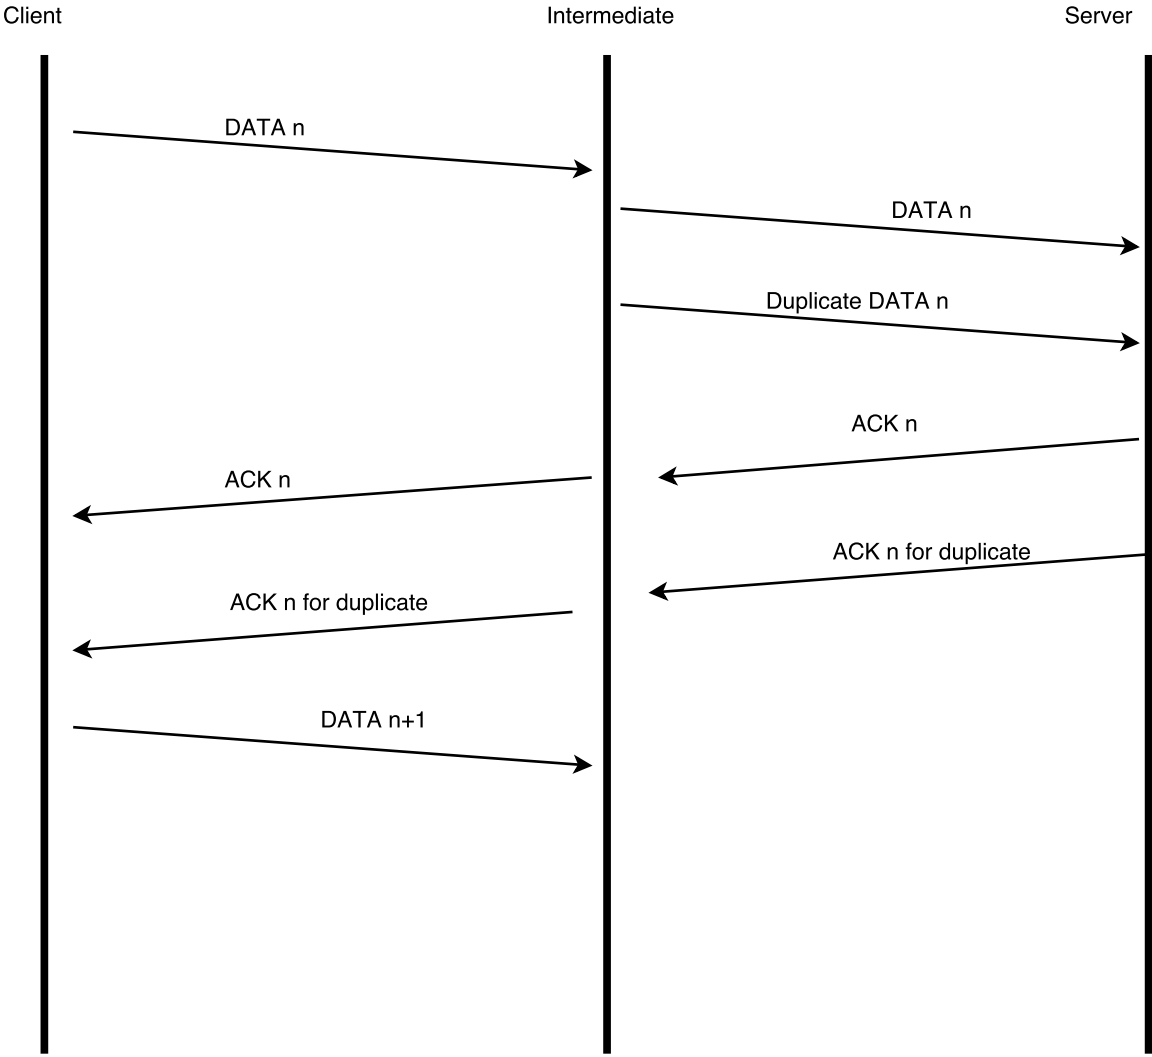 Client
Intermediate
Server
DATA n
DATA n
Duplicate DATA n
ACK n
ACK n
ACK n for duplicate
ACK n for duplicate
DATA n+1